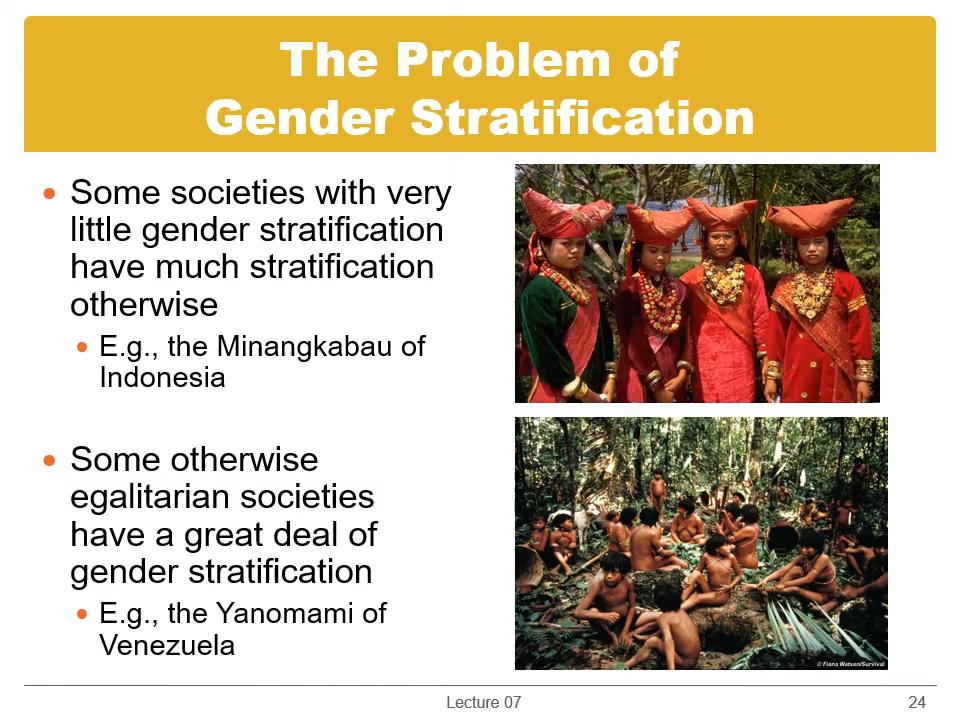 The Problem of
Gender Stratification
• Some societies with very
little gender stratification
have much stratification
otherwise
• E.g., the Minangkabau of
Indonesia
• Some otherwise
egalitarian societies
have a great deal of
gender stratification
• E.g., the Yanomami of
Venezuela
© Fiona Watson/Survival
Lecture 07
24